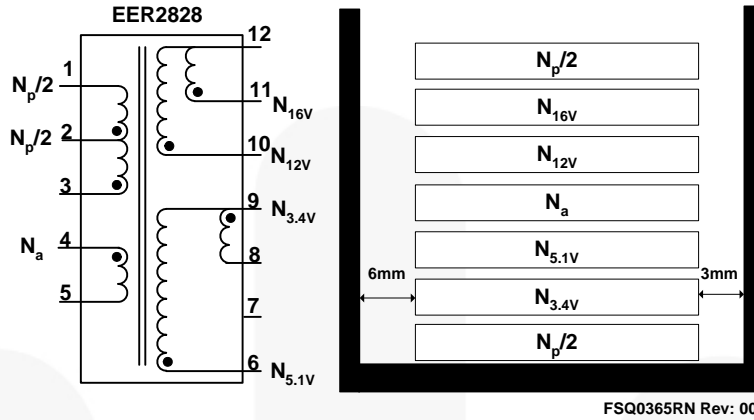 EER2828
1
Np/2
2
Np/2
3
4
Na
5
12
11
N16V
10
N12V
9
N3.4V
8
7
6
N5.1V
Np/2
N16V
N12V
Na
N5.1V
6mm
3mm
N3.4V
Np/2
FSQ0365RN Rev: 00